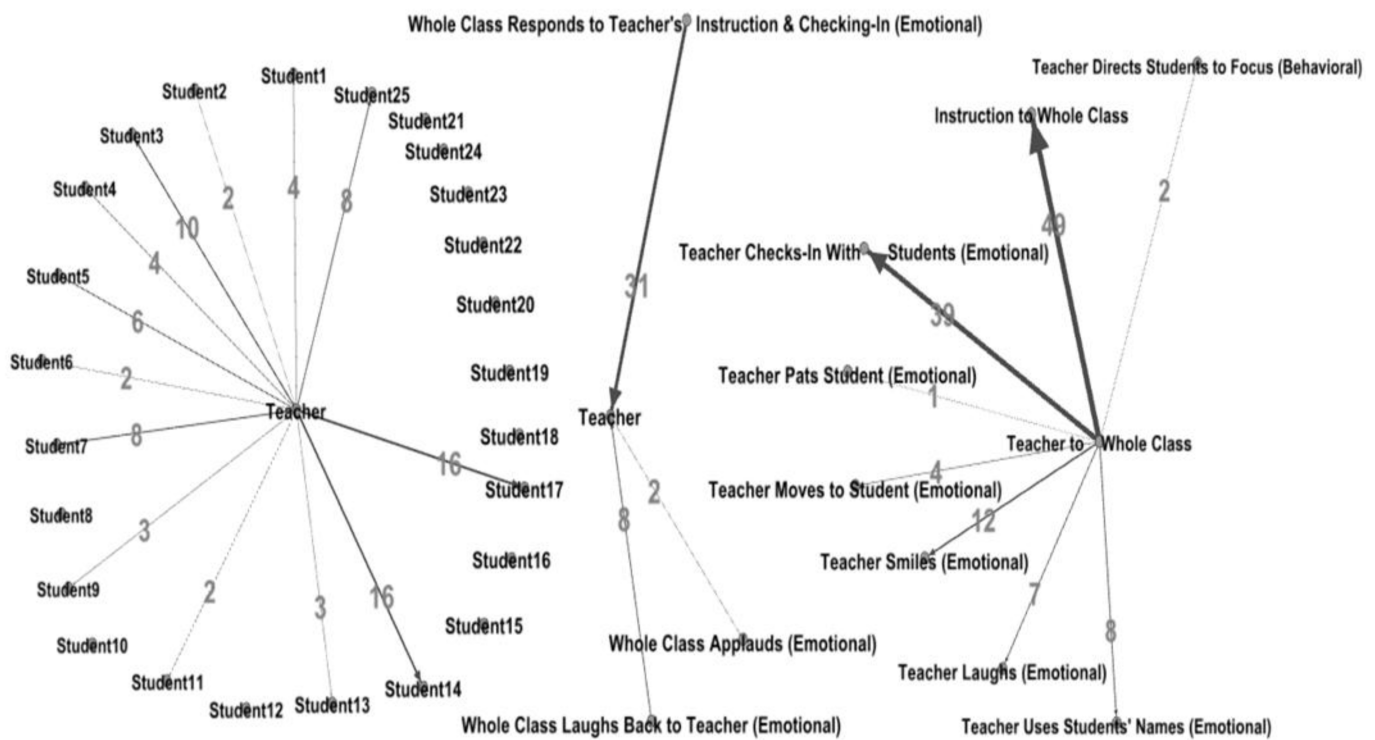 Whole Class Responds to Teacher's Instruction & Checking-In (Emotional)
Student1
Student2
Student25
Student3
Student21
Student24
Student4
Student23
Student5
Student22
Student20
Student6
Student19
Teacher
Student7
Student18
Student17
Student8
Student16
Student9
Student15
Student10
Student11
Student14
Student12
Student13
2
4
8
10
4
6
2
8
16
3
2
3
16
31
Teacher
8
2
Whole Class Applauds (Emotional)
Whole Class Laughs Back to Teacher (Emotional)
Teacher Directs Students to Focus (Behavioral)
Instruction to Whole Class
2
49
Teacher Checks-In With Students (Emotional)
39
Teacher Pats Student (Emotional)
1
Teacher to Whole Class
4
Teacher Moves to Student (Emotional)
12
Teacher Smiles (Emotional)
7
8
Teacher Laughs (Emotional)
Teacher Uses Students' Names (Emotional)